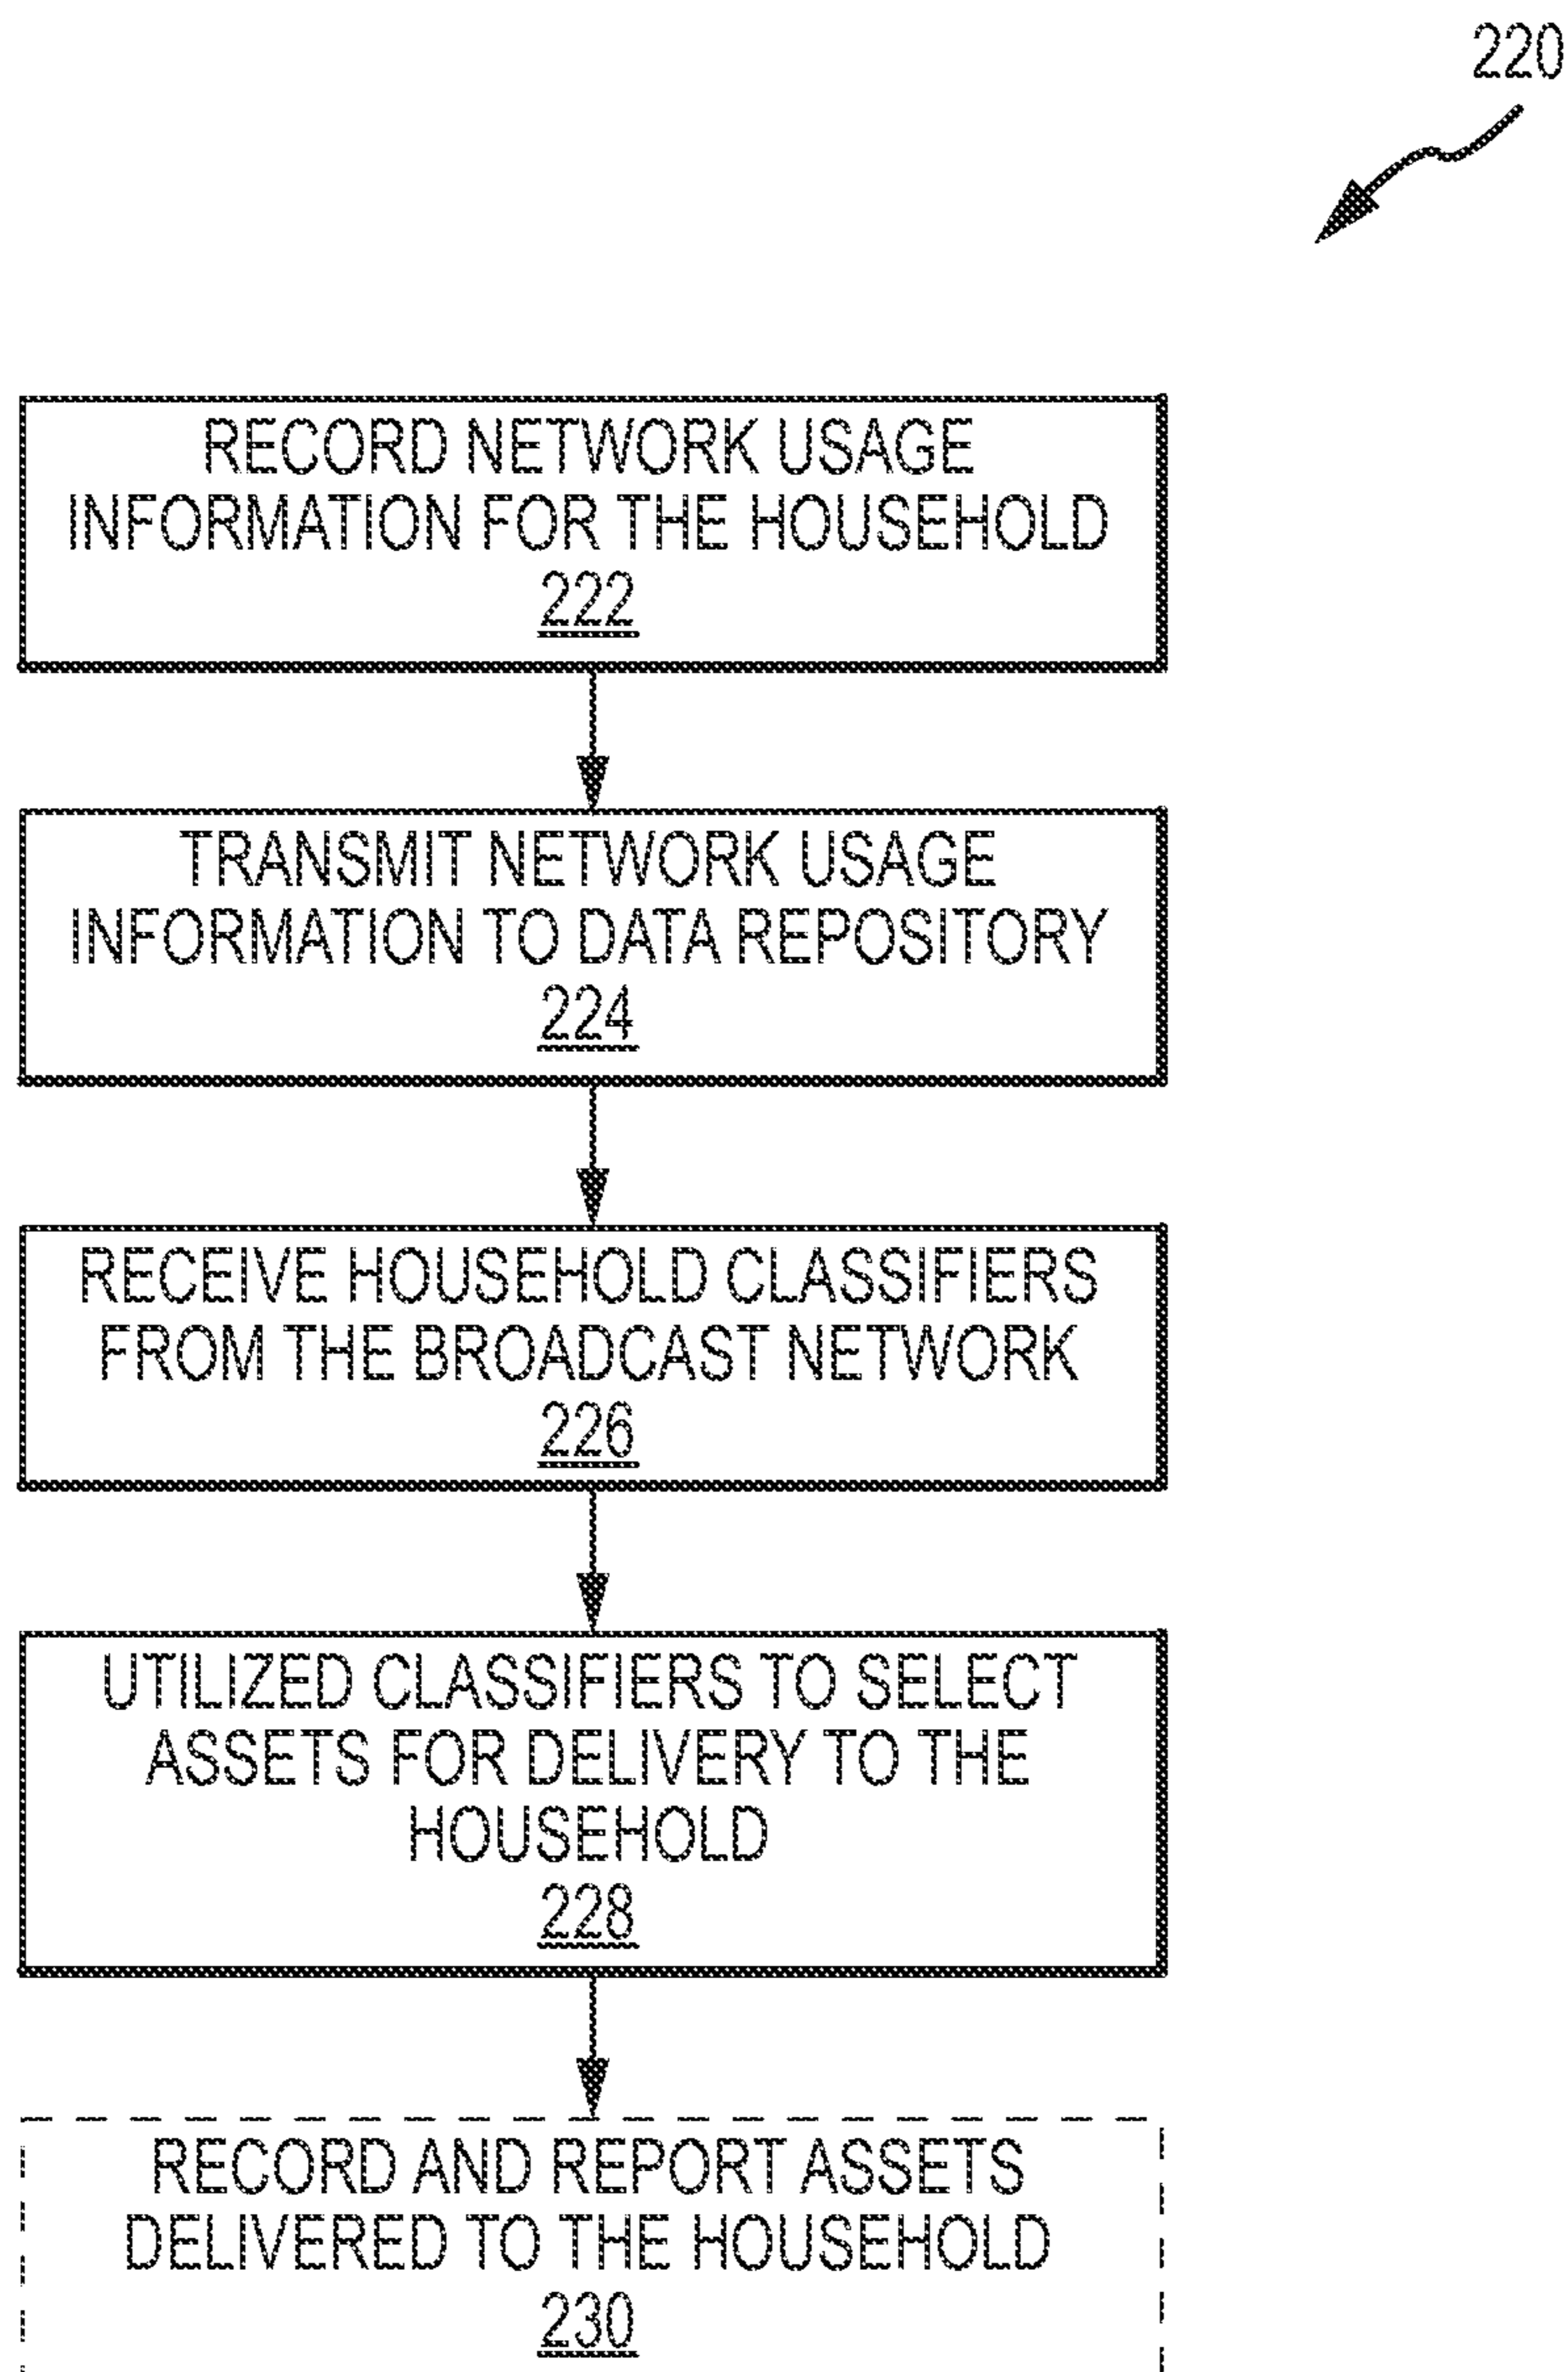 220
RECORD NETWORK USAGE
INFORMATION FOR THE HOUSEHOLD
222
TRANSMIT NETWORK USAGE
INFORMATION TO DATA REPOSITORY
224
RECEIVE HOUSEHOLD CLASSIFIERS
FROM THE BROADCAST NETWORK
226
UTILIZED CLASSIFIERS TO SELECT
ASSETS FOR DELIVERY TO THE
HOUSEHOLD
228
RECORD AND REPORT ASSETS
DELIVERED TO THE HOUSEHOLD
230